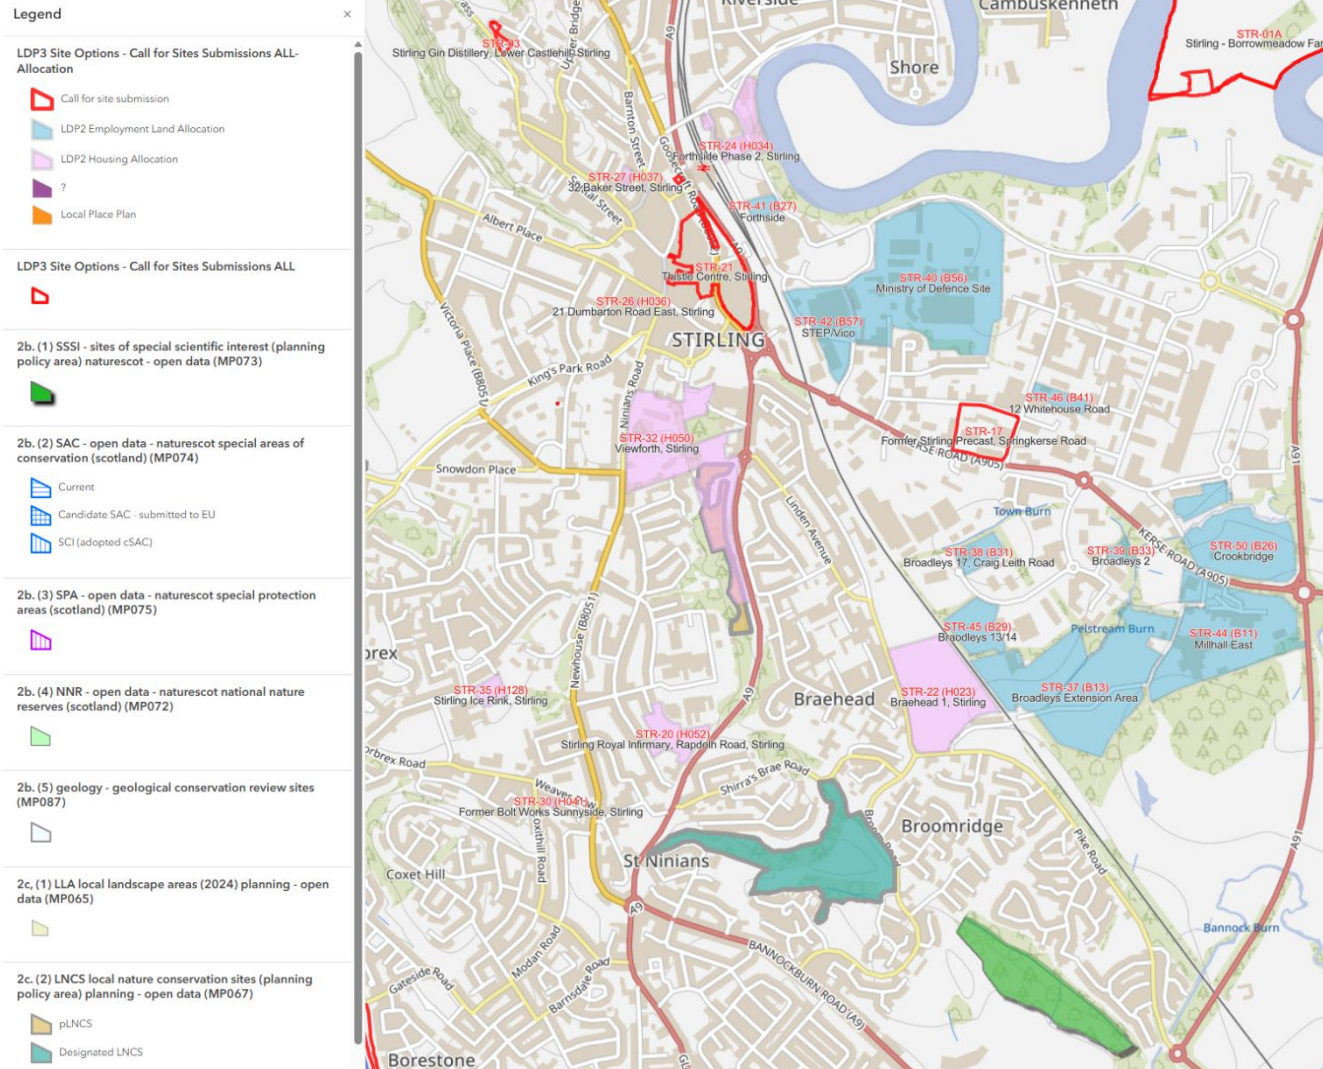 Legend
×
LDP3 Site Options - Call for Sites Submissions ALL-
Allocation
Call for site submission
LDP2 Employment Land Allocation
LDP2 Housing Allocation
?
Local Place Plan
LDP3 Site Options - Call for Sites Submissions ALL
2b. (1) SSSI - sites of special scientific interest (planning
policy area) naturescot - open data (MP073)
2b. (2) SAC - open data - naturescot special areas of
conservation (scotland) (MP074)
Current
Candidate SAC - submitted to EU
SCI (adopted cSAC)
2b. (3) SPA - open data - naturescot special protection
areas (scotland) (MP075)
2b. (4) NNR - open data - naturescot national nature
reserves (scotland) (MP072)
2b. (5) geology - geological conservation review sites
(MP087)
2c, (1) LLA local landscape areas (2024) planning - open
data (MP065)
2c. (2) LNCS local nature conservation sites (planning
policy area) planning - open data (MP067)
pLNCS
Designated LNCS
Riverside
Cambuskenneth
STR-01A
Stirling - Borrowmeadow Far
Upper Bridge
A9
Stirling Gin Distillery, Lower Castlehill, Stirling
Shore
Barnton Street
Goosecroft Road
STR-24 (H034)
Forthside Phase 2, Stirling
STR-27 (H037)
32 Baker Street, Stirling
STR-41 (B27)
Forthside
Albert Place
STR-21
Thistle Centre, Stirling
A9
STR-40 (B56)
Ministry of Defence Site
STR-26 (H036)
21 Dumbarton Road East, Stirling
STR-42 (B57)
STEP/Vico
STIRLING
Victoria Place (B8051)
King's Park Road
Ninians Road
STR-46 (B41)
12 Whitehouse Road
STR-17
Former Stirling Precast, Springkerse Road
KERSE ROAD (A905)
STR-32 (H050)
Viewforth, Stirling
Snowdon Place
A91
Linden Avenue
Town Burn
KERSE ROAD (A905)
STR-38 (B31)
Broadleys 17, Craig Leith Road
STR-39 (B33)
Broadleys 2
STR-50 (B26)
Crookbridge
Newhouse (B8051)
STR-45 (B29)
Braodleys 13/14
Pelstream Burn
STR-44 (B11)
Millhall East
orex
STR-35 (H128)
Stirling Ice Rink, Stirling
A9
Braehead
STR-22 (H023)
Braehead 1, Stirling
STR-37 (B13)
Broadleys Extension Area
STR-20 (H052)
Stirling Royal Infirmary, Rapdolh Road, Stirling
orbrex Road
Shirra's Brae Road
Former Bolt Works Sunnyside, Stirling
Broomridge
Pike Road
A91
St Ninians
Coxet Hill
A9
Bannock Burn
Modan Road
BANNOCKBURN ROAD (A9)
Gateside Road
Barnsdale Road
Borestone